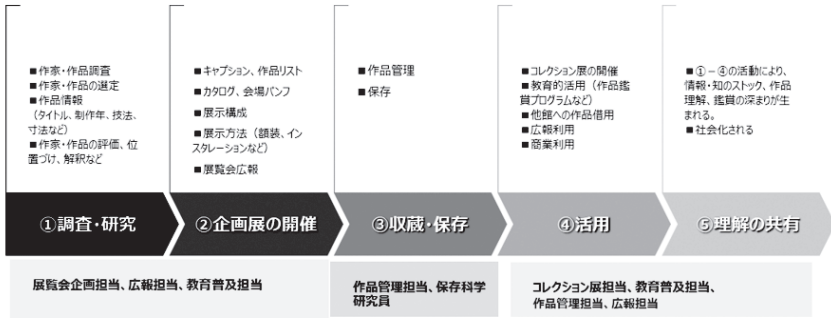 ■作家・作品調査
■作家・作品の選定
■作品情報
（タイトル、制作年、技法、
寸法など）
■作家・作品の評価、位
置づけ、解釈など
■キャプション、作品リスト
■カタログ、会場パンフ
■展示構成
■展示方法（額装、イン
スタレーションなど）
■展覧会広報
■作品管理
■保存
■コレクション展の開催
■教育的活用（作品鑑
賞プログラムなど）
■他館への作品借用
■広報利用
■商業利用
■①－④の活動により、
情報・知のストック、作品
理解、鑑賞の深まりが生
まれる。
■社会化される
①調査・研究
②企画展の開催
③収蔵・保存
④活用
⑤理解の共有
展覧会企画担当、広報担当、教育普及担当
作品管理担当、保存科学
研究員
コレクション展担当、教育普及担当、
作品管理担当、広報担当